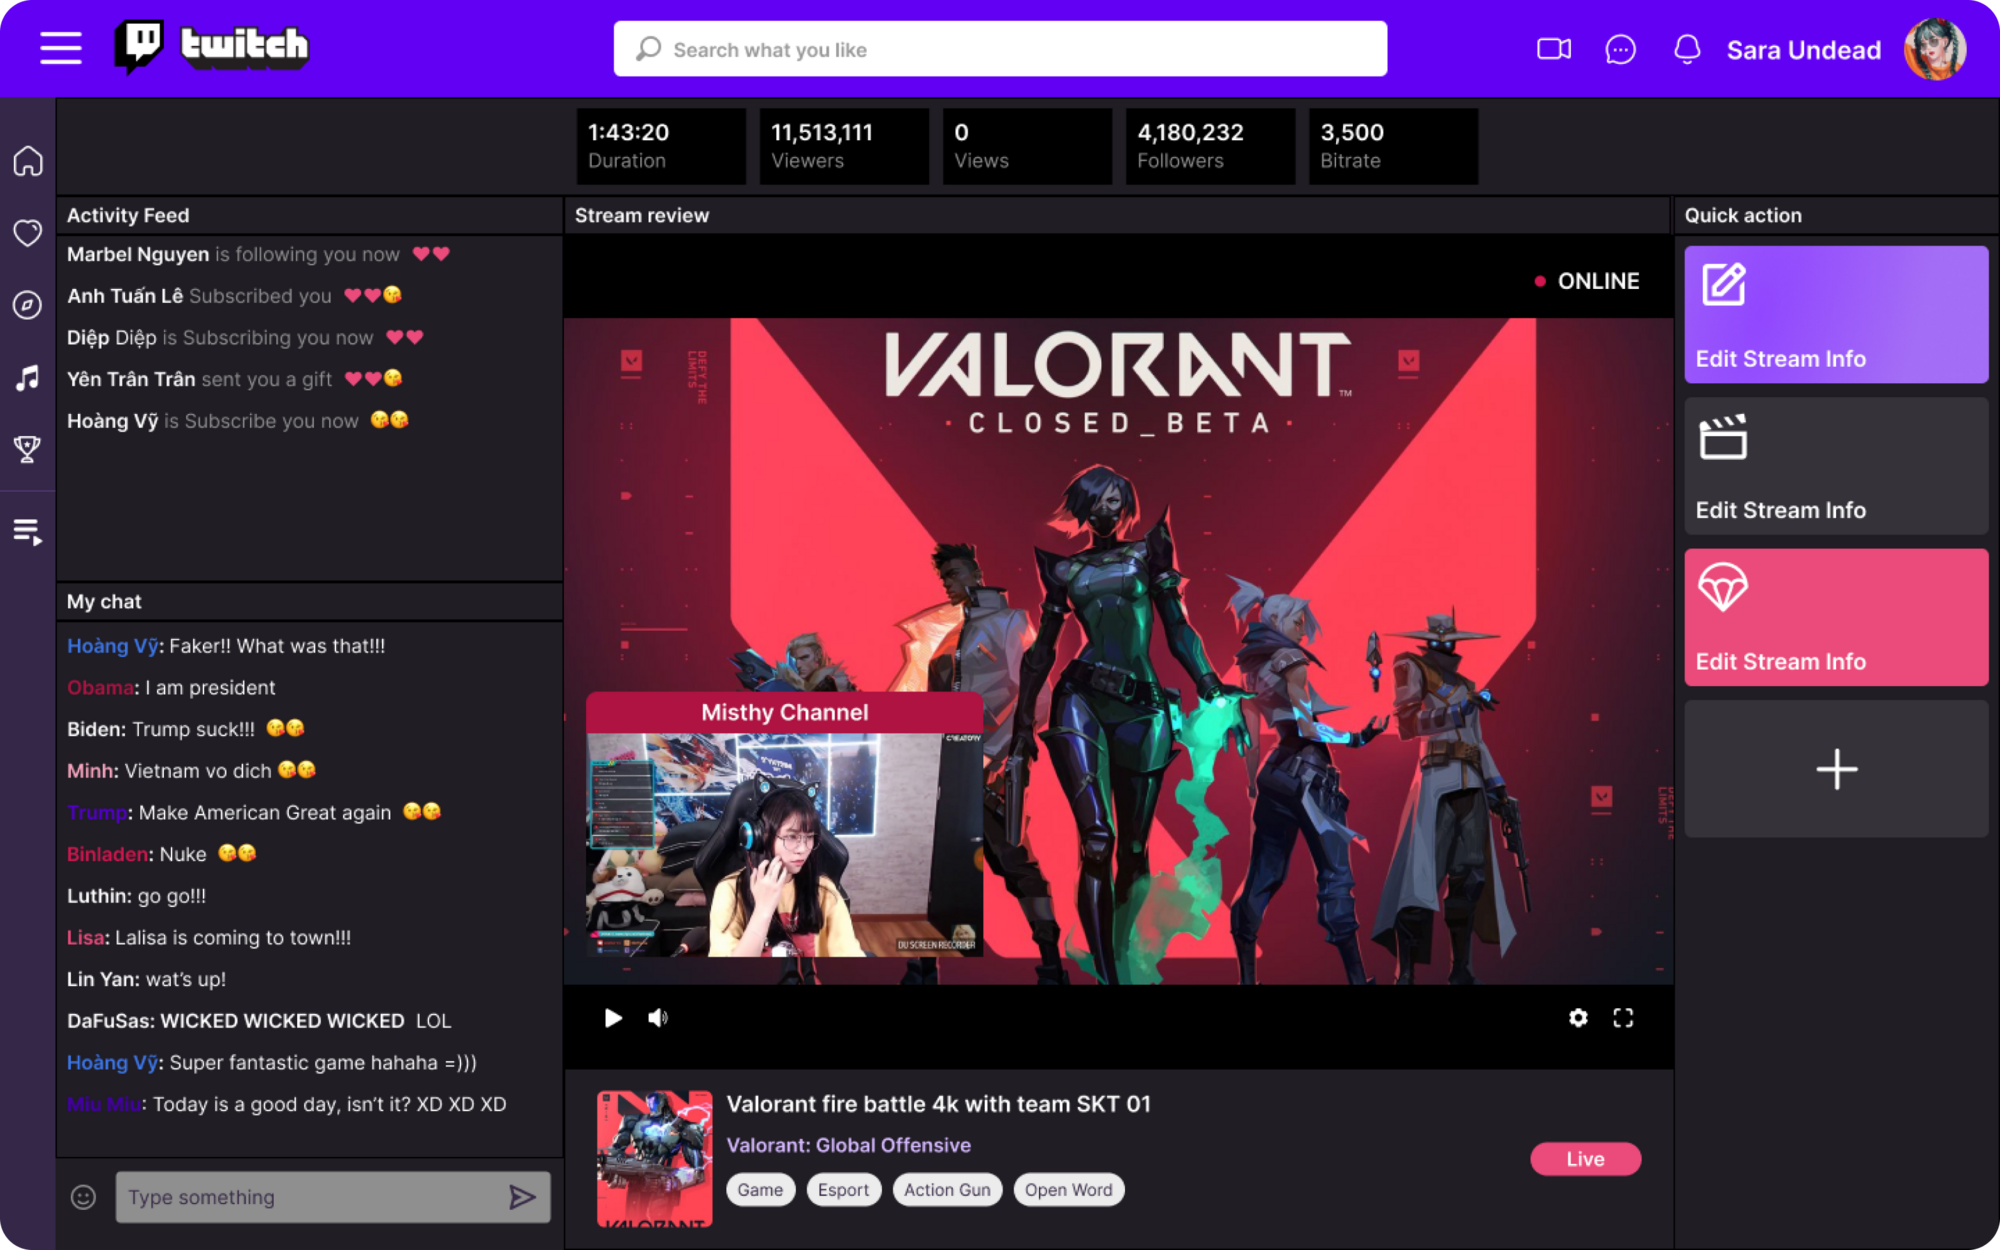 twitch
Search what you like
Sara Undead
1:43:20
Duration
11,513,111
Viewers
0
Views
4,180,232
Followers
3,500
Bitrate
Activity Feed
Marbel Nguyen is following you now
Anh Tuấn Lê Subscribed you
Diệp Diệp is Subscribing you now
Yên Trân Trân sent you a gift
Hoàng Vỹ is Subscribe you now
My chat
Hoàng Vỹ: Faker!! What was that!!!
Obama: I am president
Biden: Trump suck!!!
Minh: Vietnam vo dich
Trump: Make American Great again
Binladen: Nuke
Luthin: go go!!!
Lisa: Lalisa is coming to town!!!
Lin Yan: wat’s up!
DaFuSas: WICKED WICKED WICKED LOL
Hoàng Vỹ: Super fantastic game hahaha =)))
Miu Miu: Today is a good day, isn’t it? XD XD XD
Type something
Stream review
ONLINE
DEFY THE
LIMITS
VALORANT™
· CLOSED_BETA ·
Misthy Channel
CREATORY
DU SCREEN RECORDER
Valorant fire battle 4k with team SKT 01
Valorant: Global Offensive
Game
Esport
Action Gun
Open Word
VALORANT
Live
Quick action
Edit Stream Info
Edit Stream Info
Edit Stream Info